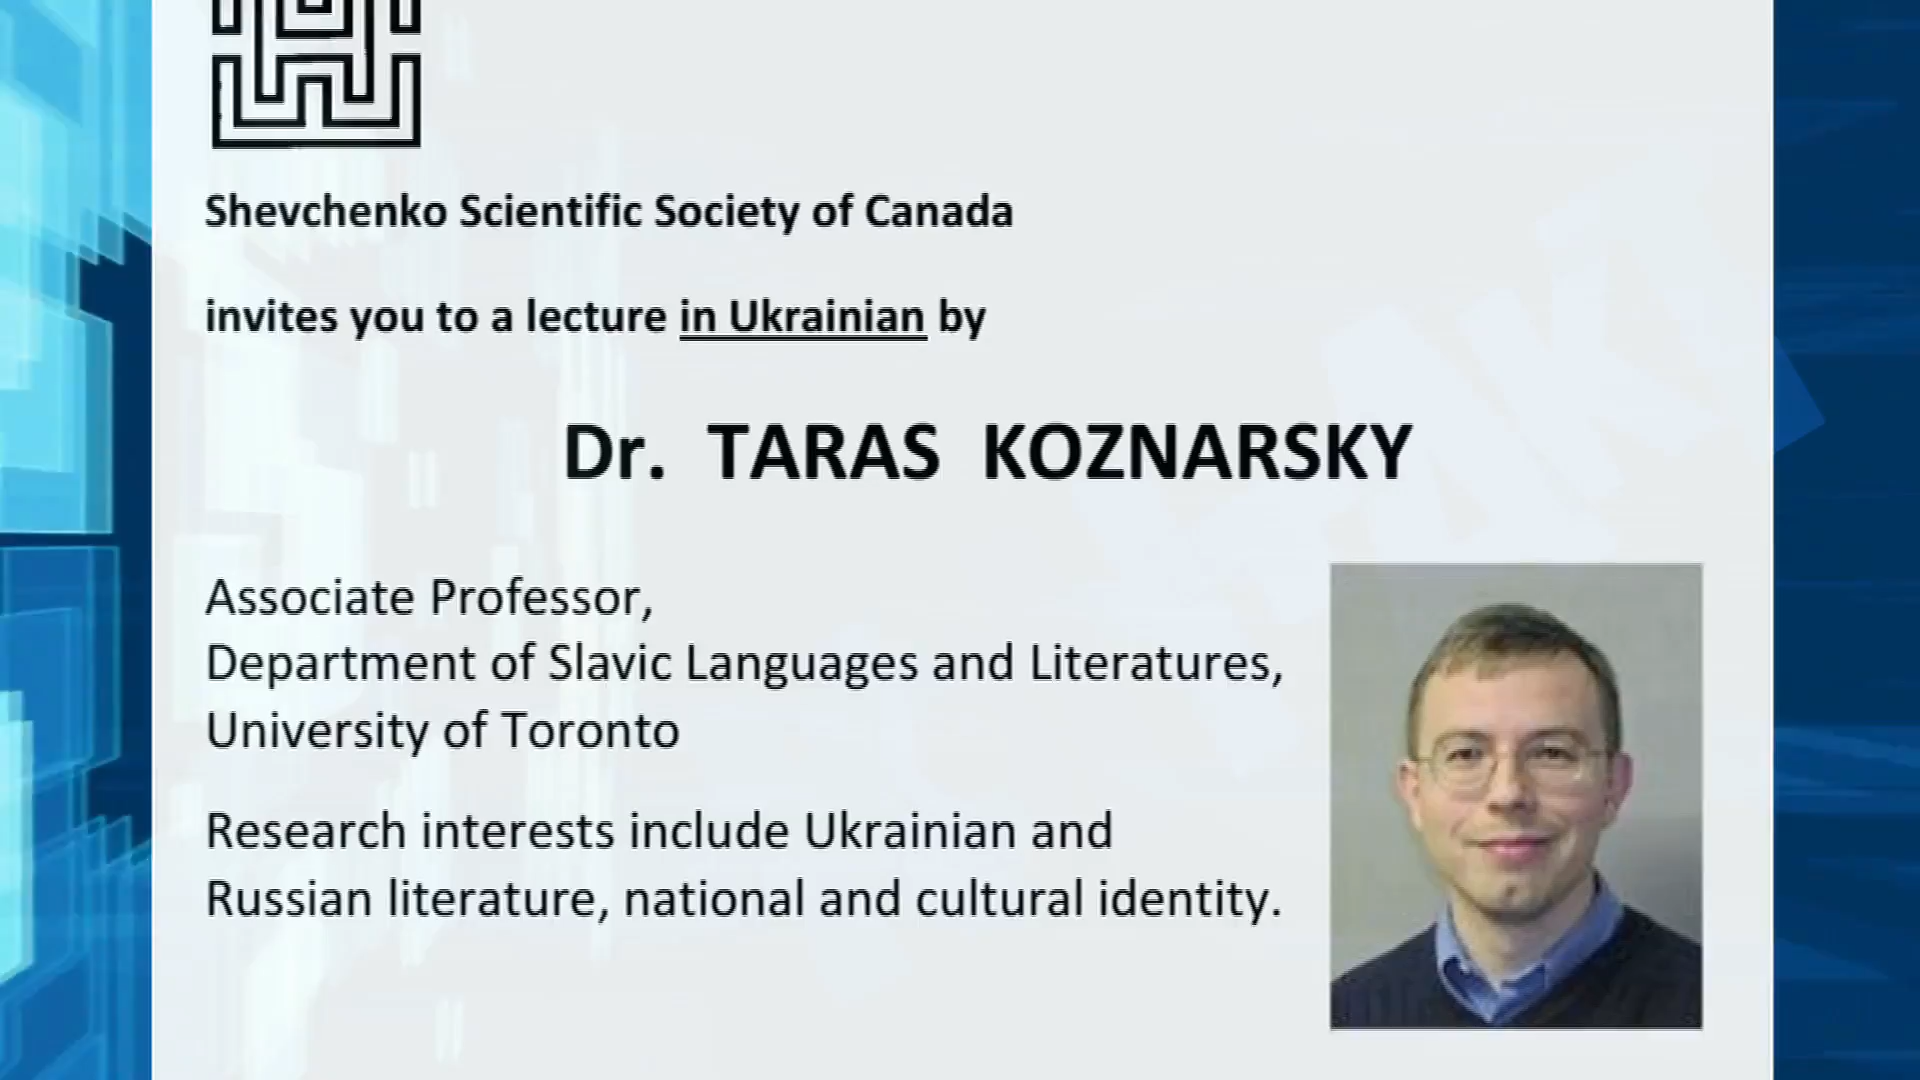 Shevchenko Scientific Society of Canada
invites you to a lecture in Ukrainian by
Dr. TARAS KOZNARSKY
Associate Professor,
Department of Slavic Languages and Literatures,
University of Toronto
Research interests include Ukrainian and
Russian literature, national and cultural identity.